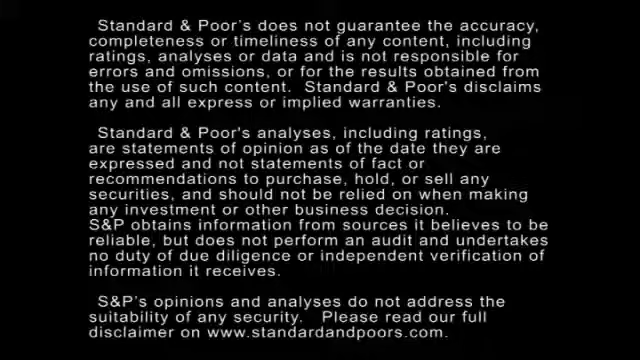 Standard & Poor's does not guarantee the accuracy,
completeness or timeliness of any content, including
ratings, analyses or data and is not responsible for
errors and omissions, or for the results obtained from
the use of such content.  Standard & Poor's disclaims
any and all express or implied warranties.
Standard & Poor's analyses, including ratings,
are statements of opinion as of the date they are
expressed and not statements of fact or
recommendations to purchase, hold, or sell any
securities, and should not be relied on when making
any investment or other business decision.
S&P obtains information from sources it believes to be
reliable, but does not perform an audit and undertakes
no duty of due diligence or independent verification of
information it receives.
S&P's opinions and analyses do not address the
suitability of any security.   Please read our full
disclaimer on www.standardandpoors.com.